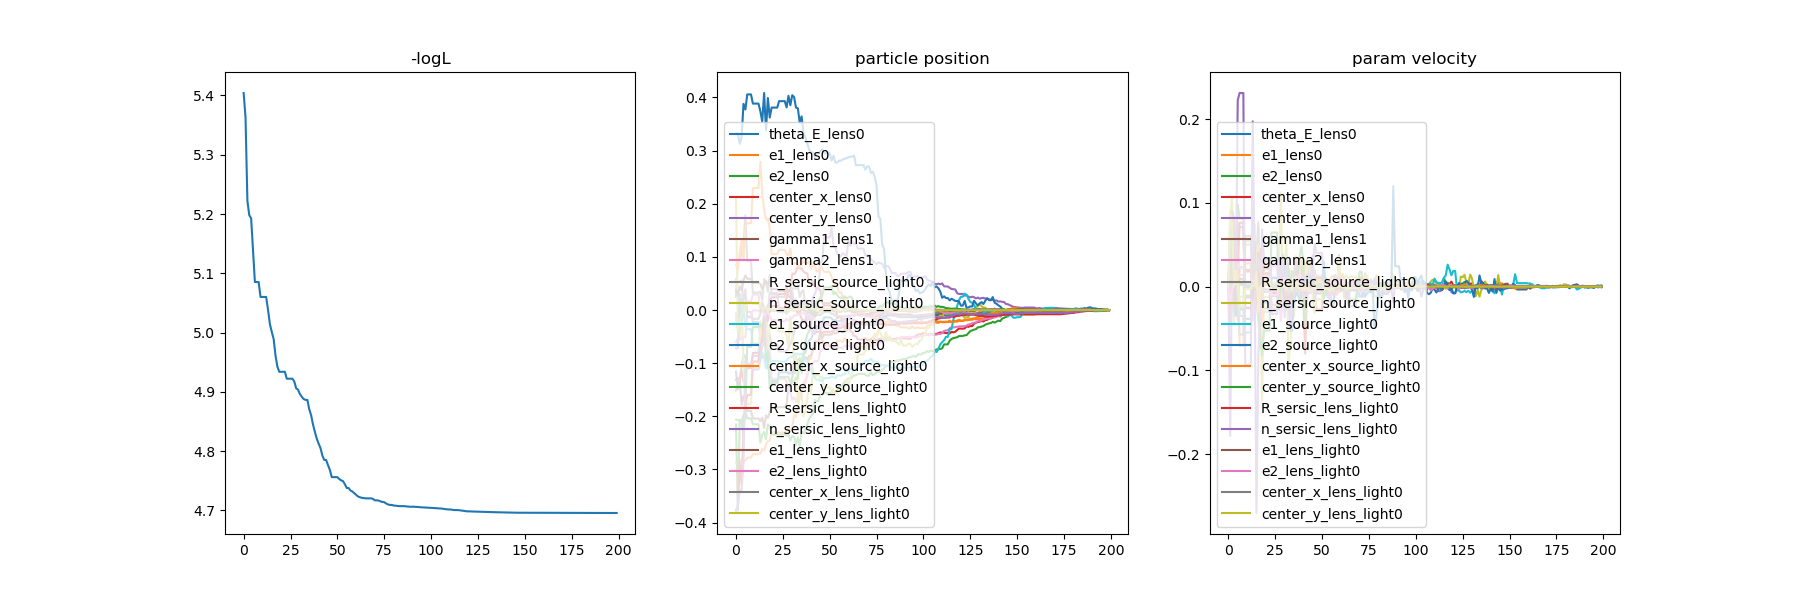 -logL
5.4
5.3
5.2
5.1
5.0
4.9
4.8
4.7
0 25 50 75 100 125 150 175 200
particle position
0.4
0.3
0.2
0.1
0.0
−0.1
−0.2
−0.3
−0.4
0 25 50 75 100 125 150 175 200
theta_E_lens0
e1_lens0
e2_lens0
center_x_lens0
center_y_lens0
gamma1_lens1
gamma2_lens1
R_sersic_source_light0
n_sersic_source_light0
e1_source_light0
e2_source_light0
center_x_source_light0
center_y_source_light0
R_sersic_lens_light0
n_sersic_lens_light0
e1_lens_light0
e2_lens_light0
center_x_lens_light0
center_y_lens_light0
param velocity
0.2
0.1
0.0
−0.1
−0.2
0 25 50 75 100 125 150 175 200
theta_E_lens0
e1_lens0
e2_lens0
center_x_lens0
center_y_lens0
gamma1_lens1
gamma2_lens1
R_sersic_source_light0
n_sersic_source_light0
e1_source_light0
e2_source_light0
center_x_source_light0
center_y_source_light0
R_sersic_lens_light0
n_sersic_lens_light0
e1_lens_light0
e2_lens_light0
center_x_lens_light0
center_y_lens_light0